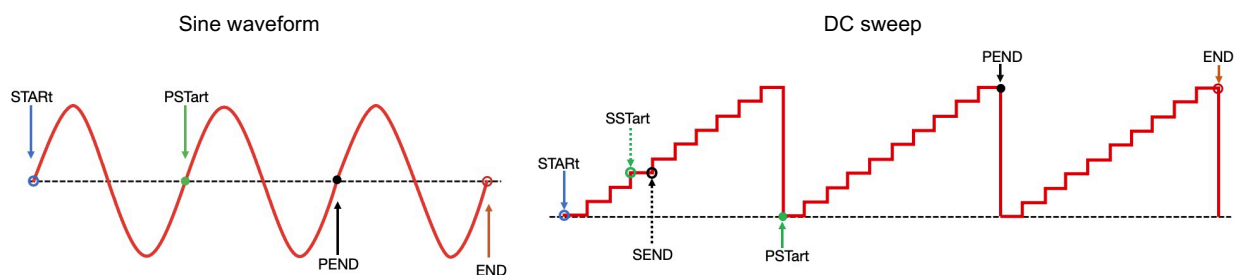 Sine waveform
STARt
PSTart
PEND
END
DC sweep
STARt
SSTart
SEND
PSTart
PEND
END